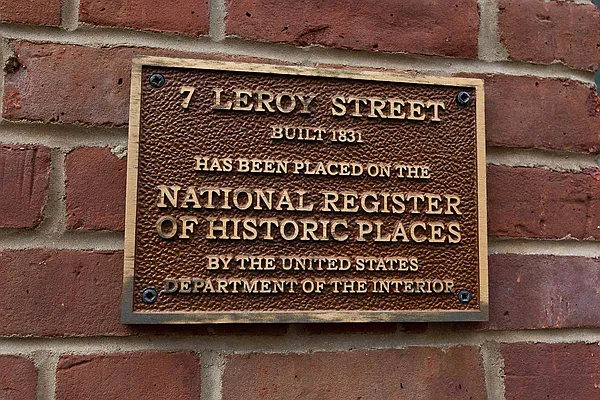 7 LEROY STREET
BUILT 1831
HAS BEEN PLACED ON THE
NATIONAL REGISTER
OF HISTORIC PLACES
BY THE UNITED STATES
DEPARTMENT OF THE INTERIOR